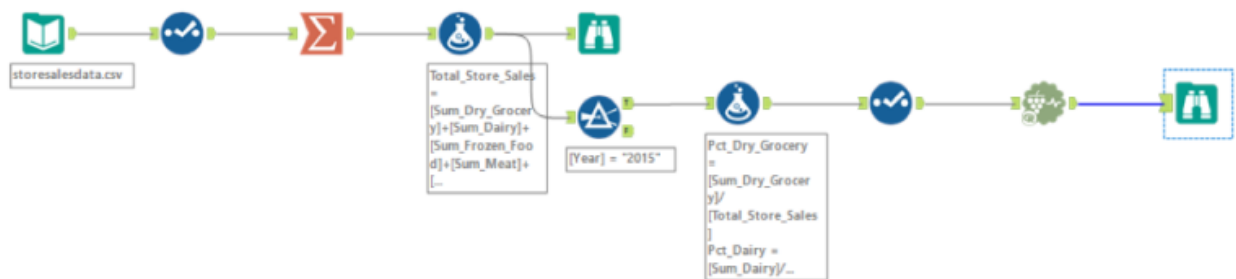 storesalesdata.csv
Total_Store_Sales
=
[Sum_Dry_Grocer
y]+[Sum_Dairy]+
[Sum_Frozen_Foo
d]+[Sum_Meat]+
[...
T
F
[Year] = "2015"
Pct_Dry_Grocery
=
[Sum_Dry_Grocer
y]/
[Total_Store_Sales
]
Pct_Dairy =
[Sum_Dairy]/...